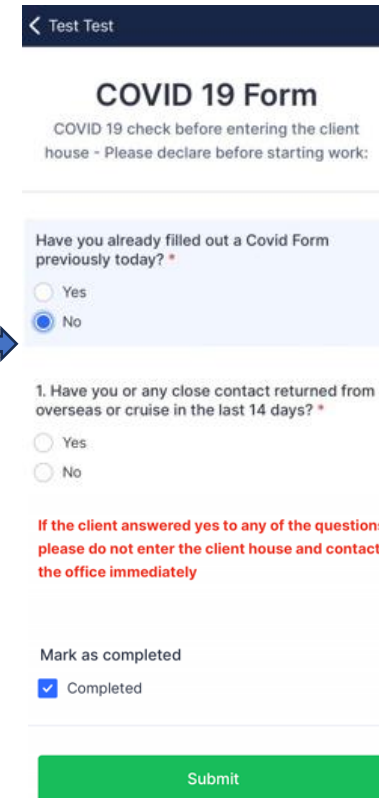 Test Test
COVID 19 Form
COVID 19 check before entering the client
house - Please declare before starting work:
Have you already filled out a Covid Form
previously today? *
Yes
No
1. Have you or any close contact returned from
overseas or cruise in the last 14 days? *
Yes
No
If the client answered yes to any of the questions
please do not enter the client house and contact
the office immediately
Mark as completed
Completed
Submit